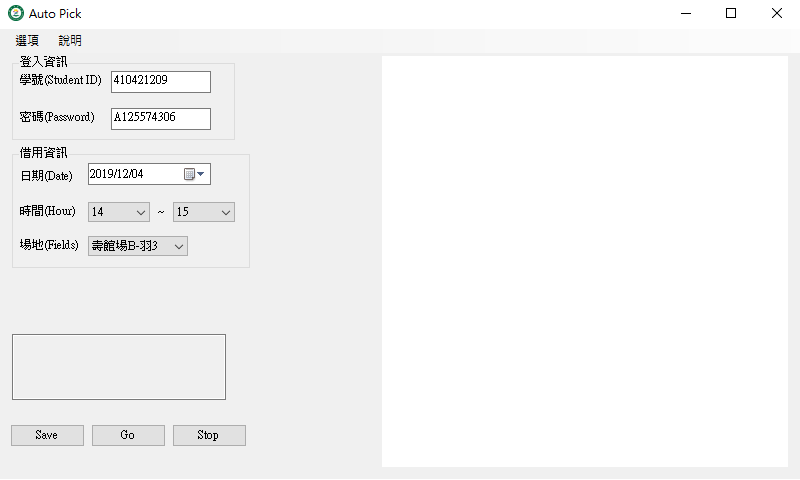 Auto Pick
選項 說明
登入資訊
學號(Student ID) 410421209
密碼(Password) A125574306
借用資訊
日期(Date) 2019/12/04
時間(Hour) 14 ~ 15
場地(Fields) 壽館場B-羽3
Save Go Stop